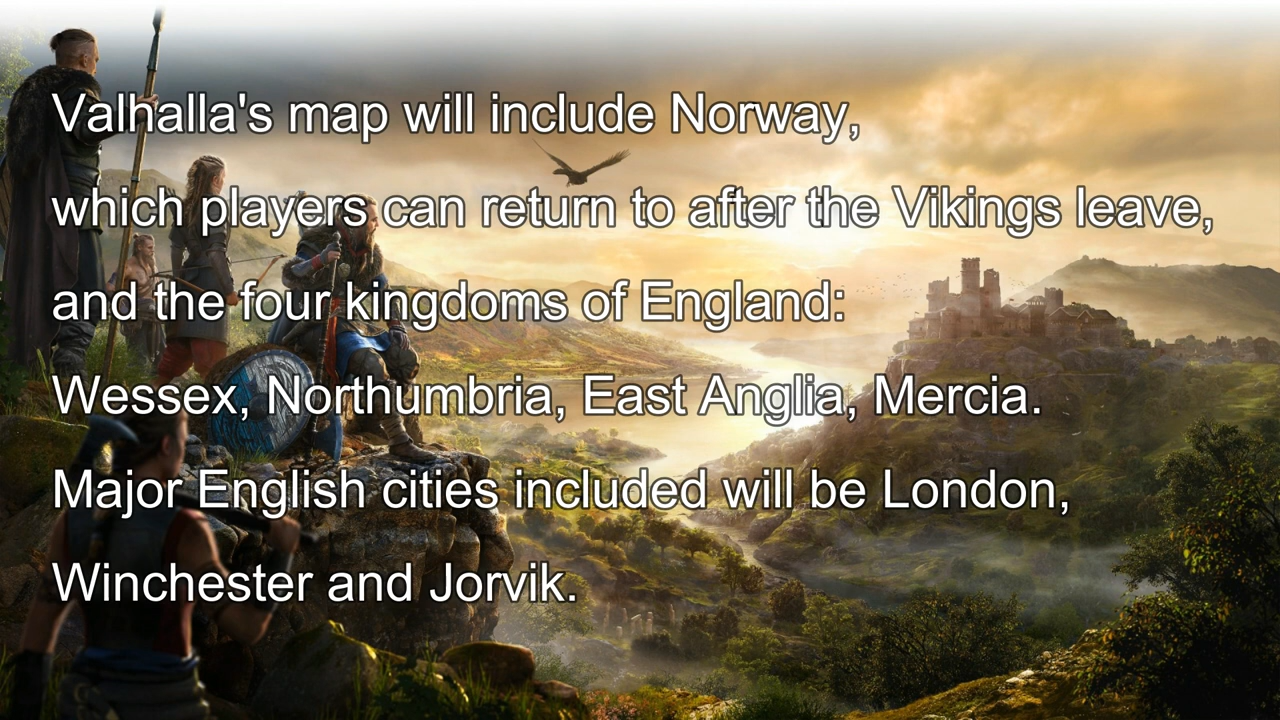 Valhalla's map will include Norway,
which players can return to after the Vikings leave,
and the four kingdoms of England:
Wessex, Northumbria, East Anglia, Mercia.
Major English cities included will be London,
Winchester and Jorvik.